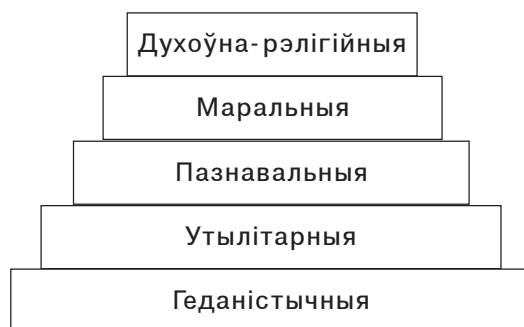 Духоўна-рэлігійныя
Маральныя
Пазнавальныя
Утылітарныя
Геданістычныя